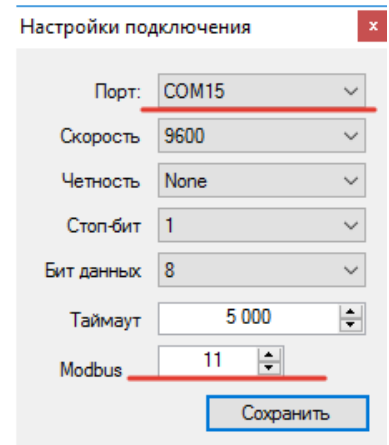 Настройки подключения
x
Порт: COM15
Скорость 9600
Четность None
Стоп-бит 1
Бит данных 8
Таймаут 5 000
Modbus 11
Сохранить